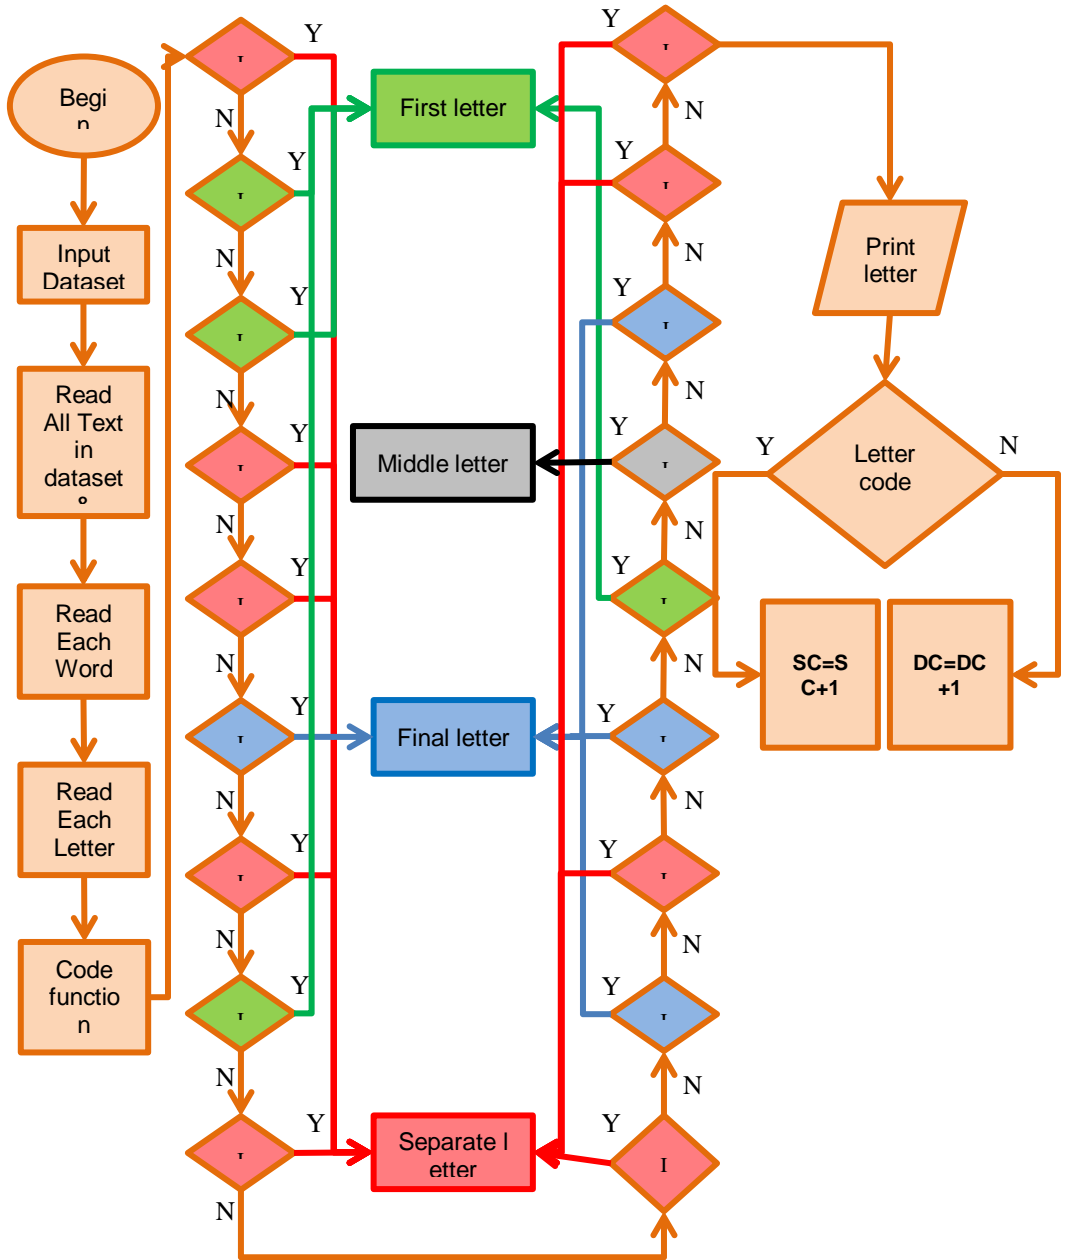 Begi
n
Input
Dataset
Read
All Text
in
dataset
Read
Each
Word
Read
Each
Letter
Code
functio
n
Y
N
Y
N
Y
N
Y
N
Y
N
Y
N
Y
N
Y
N
Y
N
First letter
Middle letter
Final letter
Separate l
etter
Y
N
Y
N
Y
N
Y
N
Y
N
Y
N
Y
N
Y
N
Y
I
Print
letter
Letter
code
Y
N
SC=S
C+1
DC=DC
+1